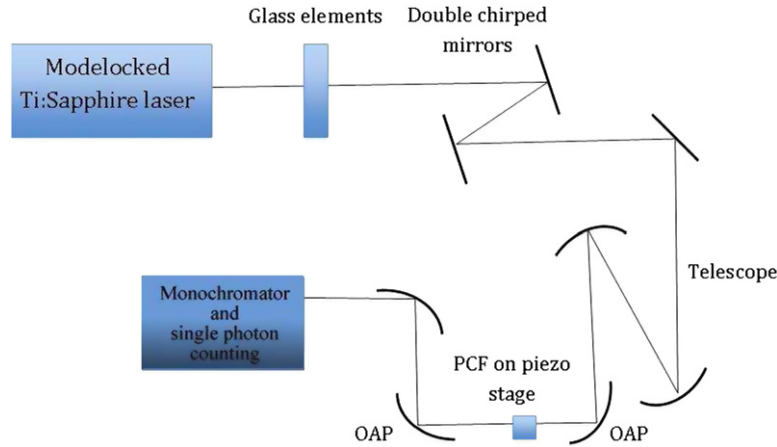 Glass elements
Double chirped
mirrors
Modelocked
Ti:Sapphire laser
Telescope
Monochromator
and
single photon
counting
PCF on piezo
stage
OAP
OAP